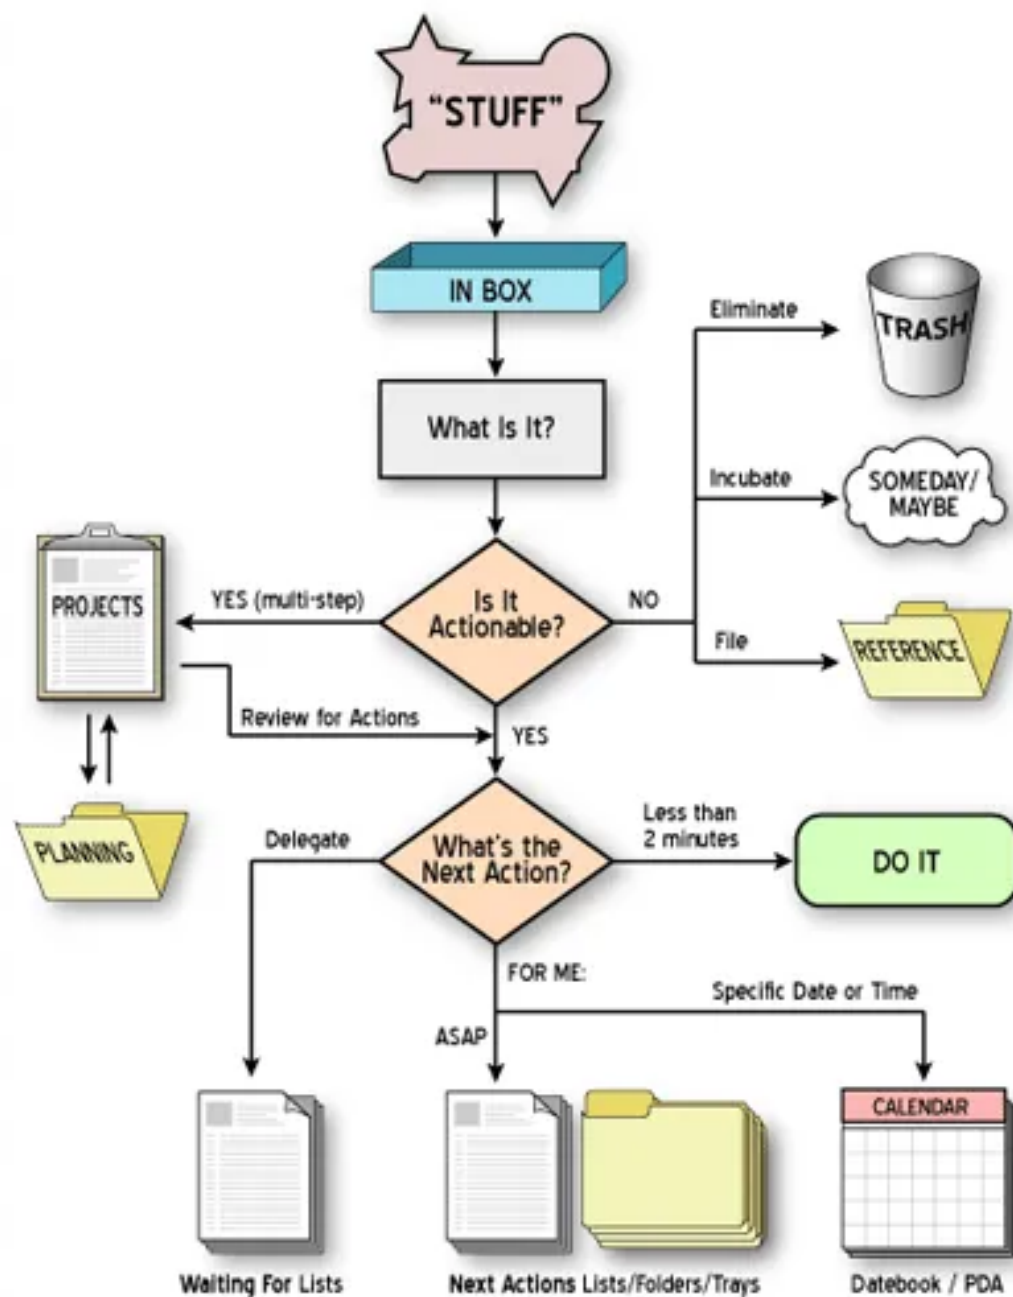 “STUFF”
IN BOX
What Is It?
Eliminate
TRASH
Incubate
SOMEDAY/
MAYBE
Is It
Actionable?
YES (multi-step)
NO
PROJECTS
File
REFERENCE
Review for Actions
YES
PLANNING
Delegate
What's the
Next Action?
Less than
2 minutes
DO IT
FOR ME:
Specific Date or Time
ASAP
CALENDAR
Waiting For Lists
Next Actions Lists/Folders/Trays
Datebook / PDA